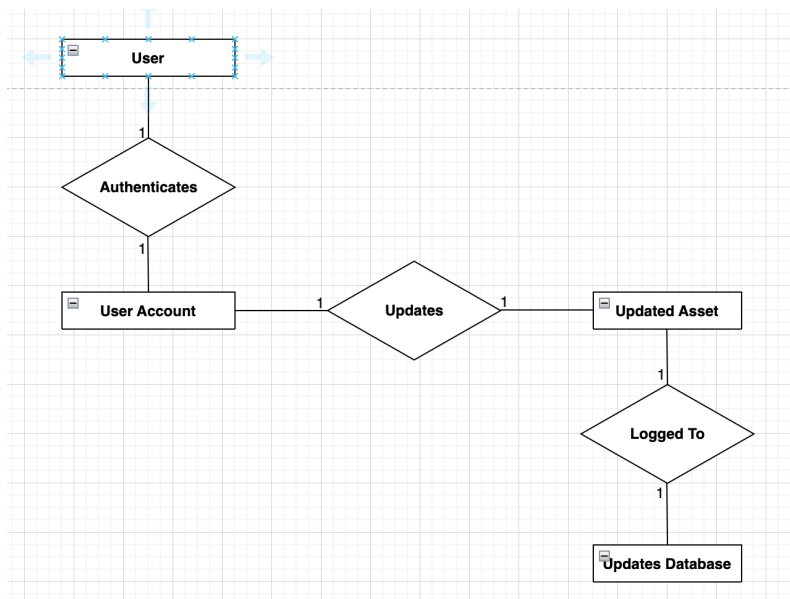 User
1
Authenticates
1
User Account
1
Updates
1
Updated Asset
1
Logged To
1
Updates Database